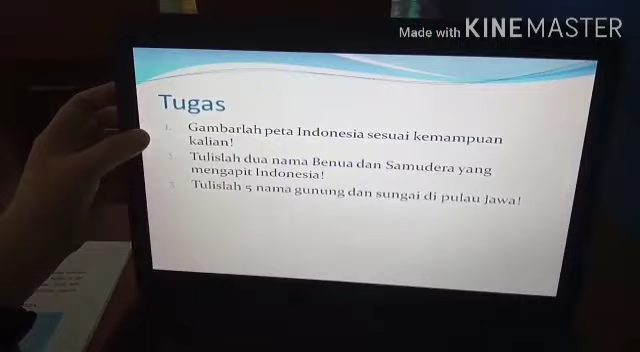 Made with KINEMASTER
Tugas
1. Gambarlah peta Indonesia sesuai kemampuan
kalian!
2. Tulislah dua nama Benua dan Samudera yang
mengapit Indonesia!
3. Tulislah 5 nama gunung dan sungai di pulau Jawa!